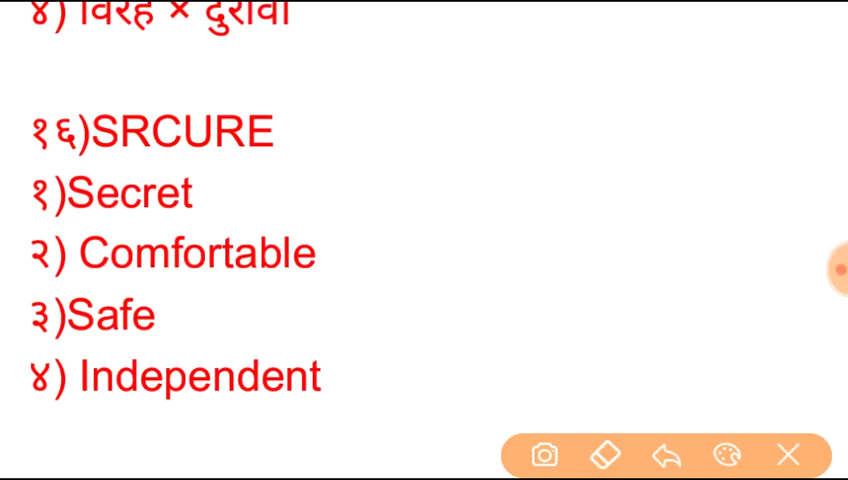 ४) विरह × दुरावा
१६)SRCURE
१)Secret
२) Comfortable
३)Safe
४) Independent